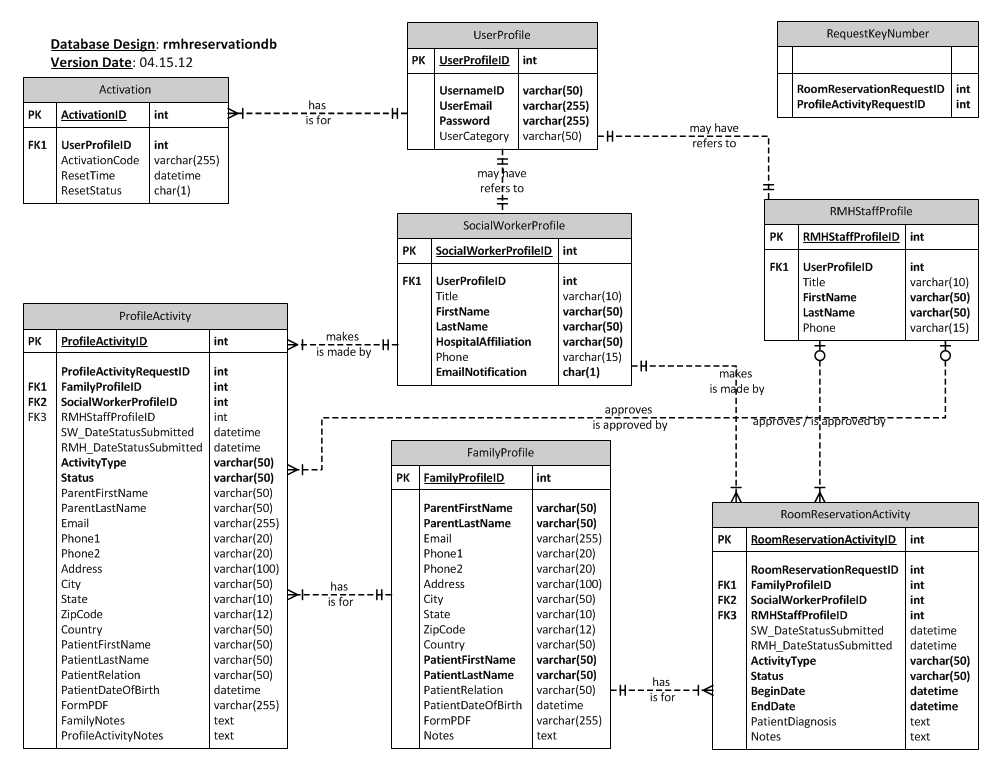 Database Design: rmhreservationdb
Version Date: 04.15.12
Activation
PK ActivationID int
FK1 UserProfileID int
ActivationCode varchar(255)
ResetTime datetime
ResetStatus char(1)
has
is for
UserProfile
PK UserProfileID int
UsernameID varchar(50)
UserEmail varchar(255)
Password varchar(255)
UserCategory varchar(50)
RequestKeyNumber
RoomReservationRequestID int
ProfileActivityRequestID int
may have
refers to
may have
refers to
SocialWorkerProfile
PK SocialWorkerProfileID int
FK1 UserProfileID int
Title varchar(10)
FirstName varchar(50)
LastName varchar(50)
HospitalAffiliation varchar(50)
Phone varchar(15)
EmailNotification char(1)
RMHStaffProfile
PK RMHStaffProfileID int
FK1 UserProfileID int
Title varchar(10)
FirstName varchar(50)
LastName varchar(50)
Phone varchar(15)
makes
is made by
makes
is made by
approves
is approved by
approves / is approved by
ProfileActivity
PK ProfileActivityID int
ProfileActivityRequestID int
FK1 FamilyProfileID int
FK2 SocialWorkerProfileID int
FK3 RMHStaffProfileID int
SW_DateStatusSubmitted datetime
RMH_DateStatusSubmitted datetime
ActivityType varchar(50)
Status varchar(50)
ParentFirstName varchar(50)
ParentLastName varchar(50)
Email varchar(255)
Phone1 varchar(20)
Phone2 varchar(20)
Address varchar(100)
City varchar(50)
State varchar(10)
ZipCode varchar(12)
Country varchar(50)
PatientFirstName varchar(50)
PatientLastName varchar(50)
PatientRelation varchar(50)
PatientDateOfBirth datetime
FormPDF varchar(255)
FamilyNotes text
ProfileActivityNotes text
has
is for
FamilyProfile
PK FamilyProfileID int
ParentFirstName varchar(50)
ParentLastName varchar(50)
Email varchar(255)
Phone1 varchar(20)
Phone2 varchar(20)
Address varchar(100)
City varchar(50)
State varchar(10)
ZipCode varchar(12)
Country varchar(50)
PatientFirstName varchar(50)
PatientLastName varchar(50)
PatientRelation varchar(50)
PatientDateOfBirth datetime
FormPDF varchar(255)
Notes text
has
is for
RoomReservationActivity
PK RoomReservationActivityID int
RoomReservationRequestID int
FK1 FamilyProfileID int
FK2 SocialWorkerProfileID int
FK3 RMHStaffProfileID int
SW_DateStatusSubmitted datetime
RMH_DateStatusSubmitted datetime
ActivityType varchar(50)
Status varchar(50)
BeginDate datetime
EndDate datetime
PatientDiagnosis text
Notes text